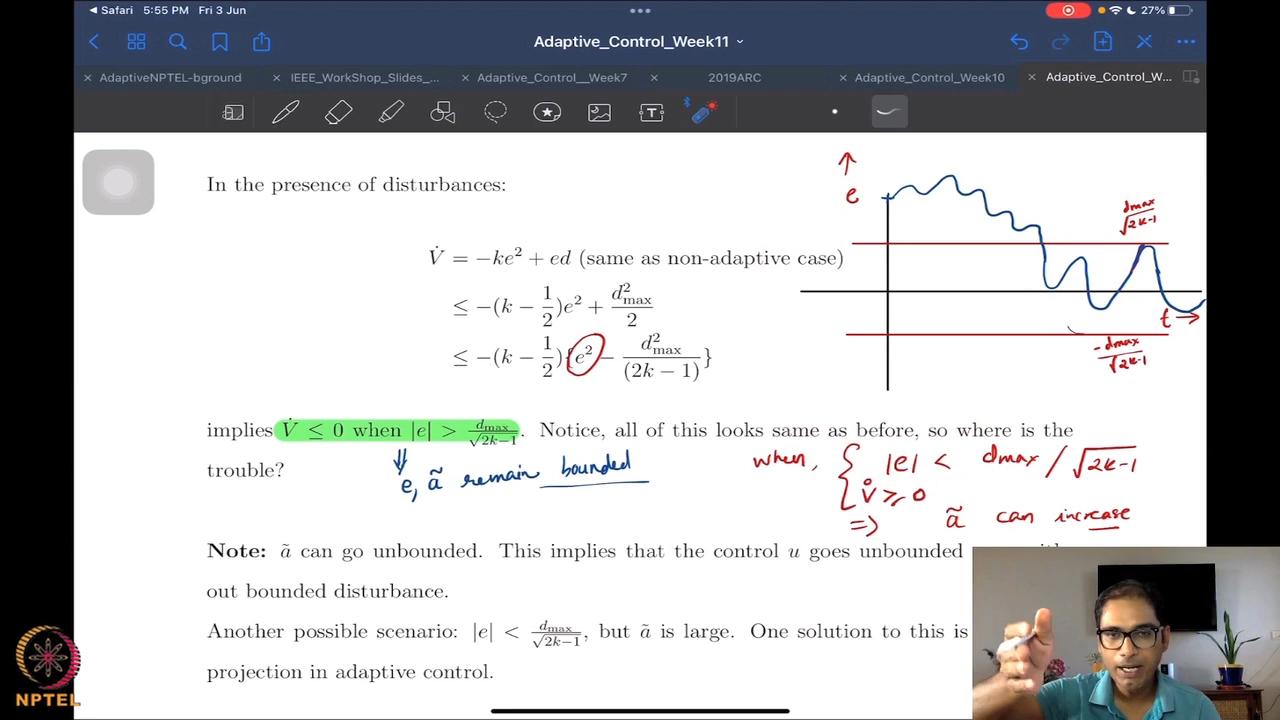 Safari 5:55 PM Fri 3 Jun 27%
Adaptive_Control_Week11
AdaptiveNPTEL-bground IEEE_WorkShop_Slides_... Adaptive_Control__Week7 2019ARC Adaptive_Control_Week10 Adaptive_Control_W...
In the presence of disturbances:
V̇ = −ke² + ed (same as non-adaptive case)
≤ −(k − 1/2)e² + d²max/2
≤ −(k − 1/2){e² − d²max/(2k − 1)}
e
dmax/√2k-1
t
-dmax/√2k-1
implies V̇ ≤ 0 when |e| > dmax/√2k−1. Notice, all of this looks same as before, so where is the
trouble?
e, ã remain bounded
when, |e| < dmax/√2k-1
V̇ ≥ 0
⇒ ã can increase
Note: ã can go unbounded. This implies that the control u goes unbounded
out bounded disturbance.
Another possible scenario: |e| < dmax/√2k−1, but ã is large. One solution to this is
projection in adaptive control.
NPTEL